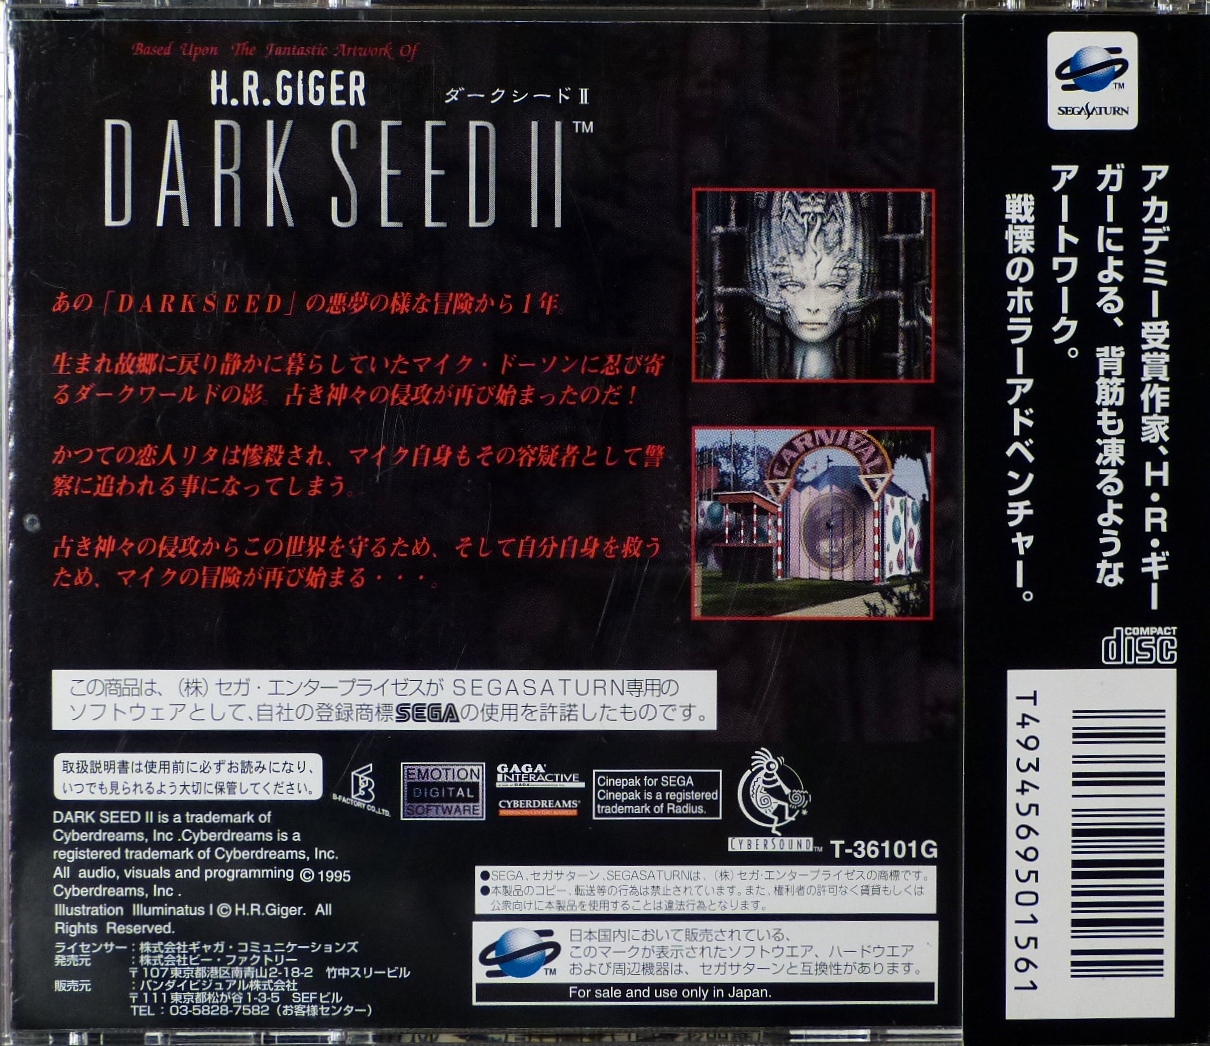 Based Upon The Fantastic Artwork Of
H.R.GIGER
ダークシードⅡ
DARK SEED II™
あの「DARKSEED」の悪夢の様な冒険から1年。
生まれ故郷に戻り静かに暮らしていたマイク・ドーソンに忍び寄
るダークワールドの影。古き神々の侵攻が再び始まったのだ！
かつての恋人リタは惨殺され、マイク自身もその容疑者として警
察に追われる事になってしまう。
古き神々の侵攻からこの世界を守るため、そして自分自身を救う
ため、マイクの冒険が再び始まる・・・。
CARNIVAL
この商品は、（株）セガ・エンタープライゼスが SEGASATURN専用の
ソフトウェアとして、自社の登録商標SEGAの使用を許諾したものです。
取扱説明書は使用前に必ずお読みになり、
いつでも見られるよう大切に保管してください。
B-FACTORY CO.,LTD.
EMOTION
DIGITAL
SOFTWARE
GAGA
INTERACTIVE
CYBERDREAMS
Cinepak for SEGA
Cinepak is a registered
trademark of Radius.
CYBERSOUND™
T-36101G
DARK SEED II is a trademark of
Cyberdreams, Inc .Cyberdreams is a
registered trademark of Cyberdreams, Inc.
All audio, visuals and programming ©1995
Cyberdreams, Inc .
Illustration Illuminatus I © H.R.Giger. All
Rights Reserved.
ライセンサー：株式会社ギャガ・コミュニケーションズ
発売元　　　：株式会社ビー・ファクトリー
〒107東京都港区南青山2-18-2　竹中スリービル
販売元　　　：バンダイビジュアル株式会社
〒111東京都松が谷1-3-5　SEFビル
TEL：03-5828-7582（お客様センター）
●SEGA、セガサターン、SEGASATURNは、（株）セガ・エンタープライゼスの商標です。
●本製品のコピー、転送等の行為は禁止されています。また、権利者の許可なく賃貸もしくは
公衆向けに本製品を使用することは違法行為となります。
TM
日本国内において販売されている、
このマークが表示されたソフトウエア、ハードウエア
および周辺機器は、セガサターンと互換性があります。
For sale and use only in Japan.
TM
SEGASATURN
アカデミー受賞作家、H・R・ギー
ガーによる、背筋も凍るような
アートワーク。
戦慄のホラーアドベンチャー。
COMPACT
disc
T4934569501561